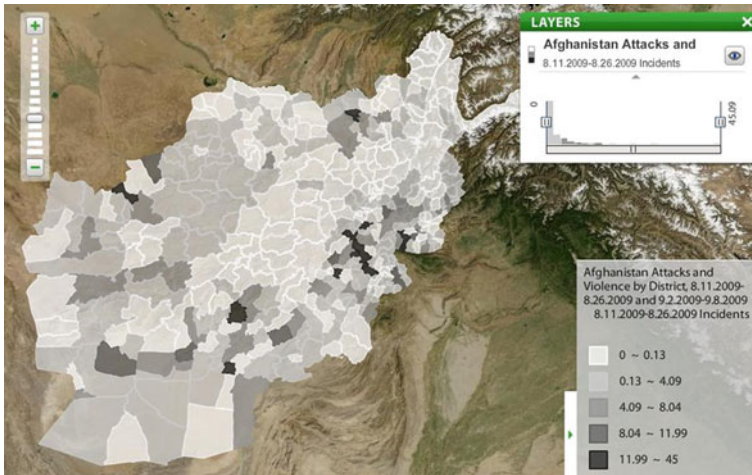 LAYERS
Afghanistan Attacks and
8.11.2009-8.26.2009 Incidents
0
45.09
Afghanistan Attacks and
Violence by District, 8.11.2009-
8.26.2009 and 9.2.2009-9.8.2009
8.11.2009-8.26.2009 Incidents
0 ~ 0.13
0.13 ~ 4.09
4.09 ~ 8.04
8.04 ~ 11.99
11.99 ~ 45